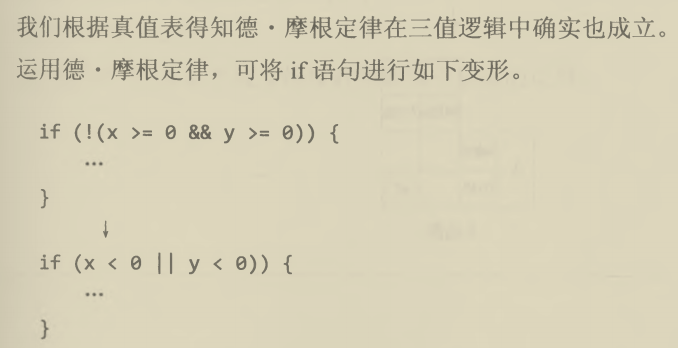 我们根据真值表得知德·摩根定律在三值逻辑中确实也成立。
运用德·摩根定律，可将 if 语句进行如下变形。
if (!(x >= 0 && y >= 0)) {
…
}
↓
if (x < 0 || y < 0)) {
…
}